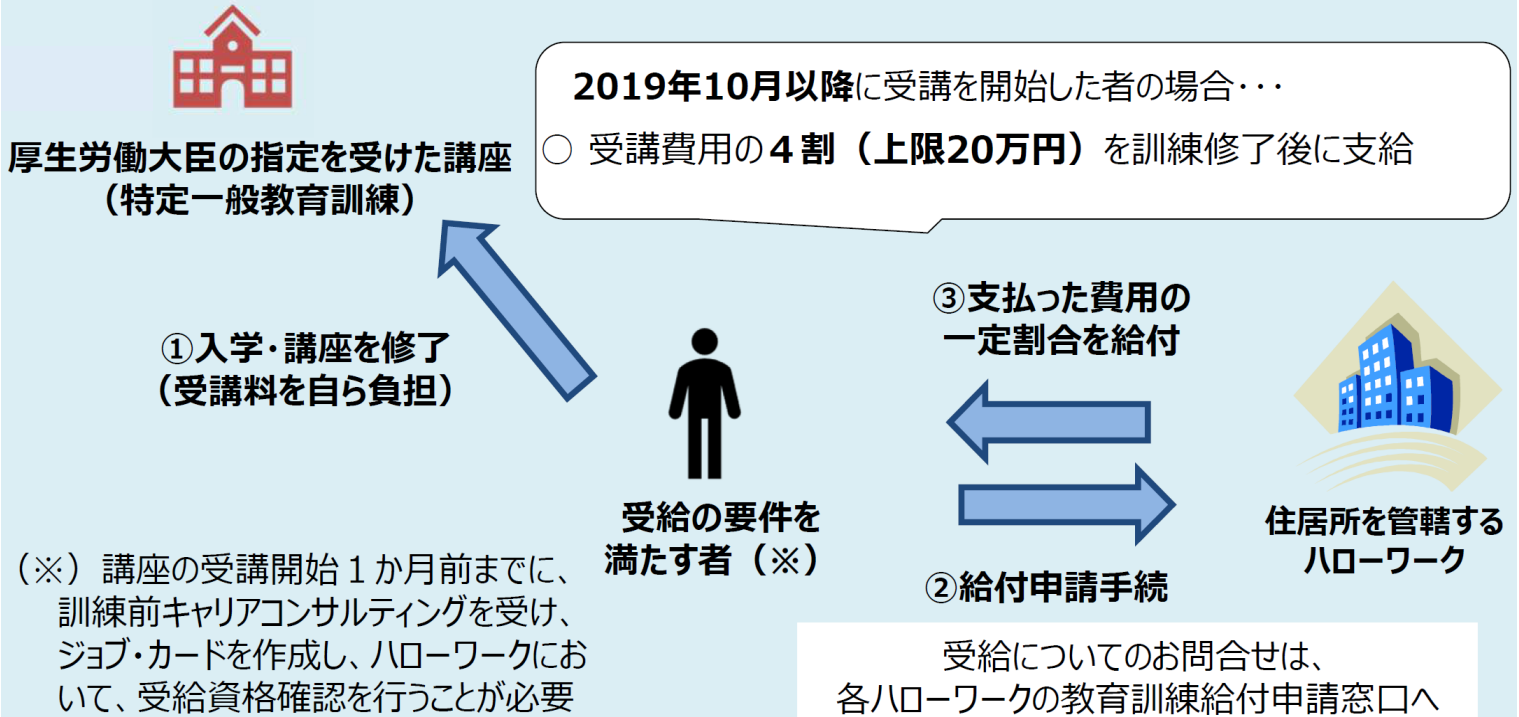 厚生労働大臣の指定を受けた講座
（特定一般教育訓練）
2019年10月以降に受講を開始した者の場合･･･
○ 受講費用の４割（上限20万円）を訓練修了後に支給
①入学・講座を修了
（受講料を自ら負担）
③支払った費用の
一定割合を給付
受給の要件を
満たす者（※）
②給付申請手続
住居所を管轄する
ハローワーク
（※）講座の受講開始１か月前までに、
訓練前キャリアコンサルティングを受け、
ジョブ・カードを作成し、ハローワークにお
いて、受給資格確認を行うことが必要
受給についてのお問合せは、
各ハローワークの教育訓練給付申請窓口へ